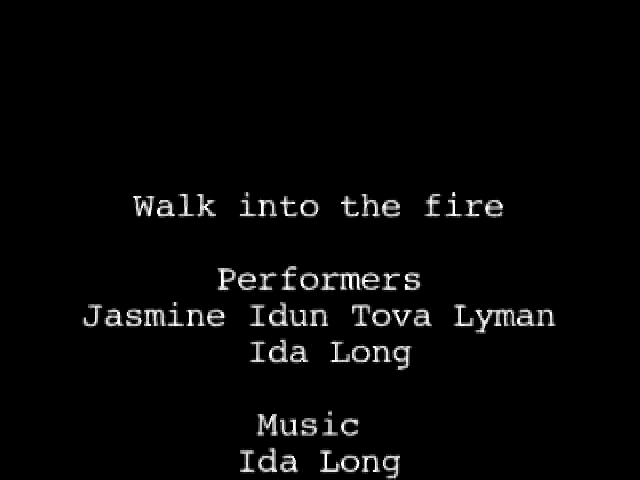 Walk into the fire
Performers
Jasmine Idun Tova Lyman
Ida Long
Music
Ida Long